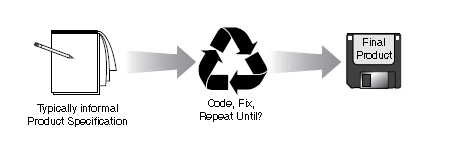 Typically informal
Product Specification
Code, Fix,
Repeat Until?
Final
Product